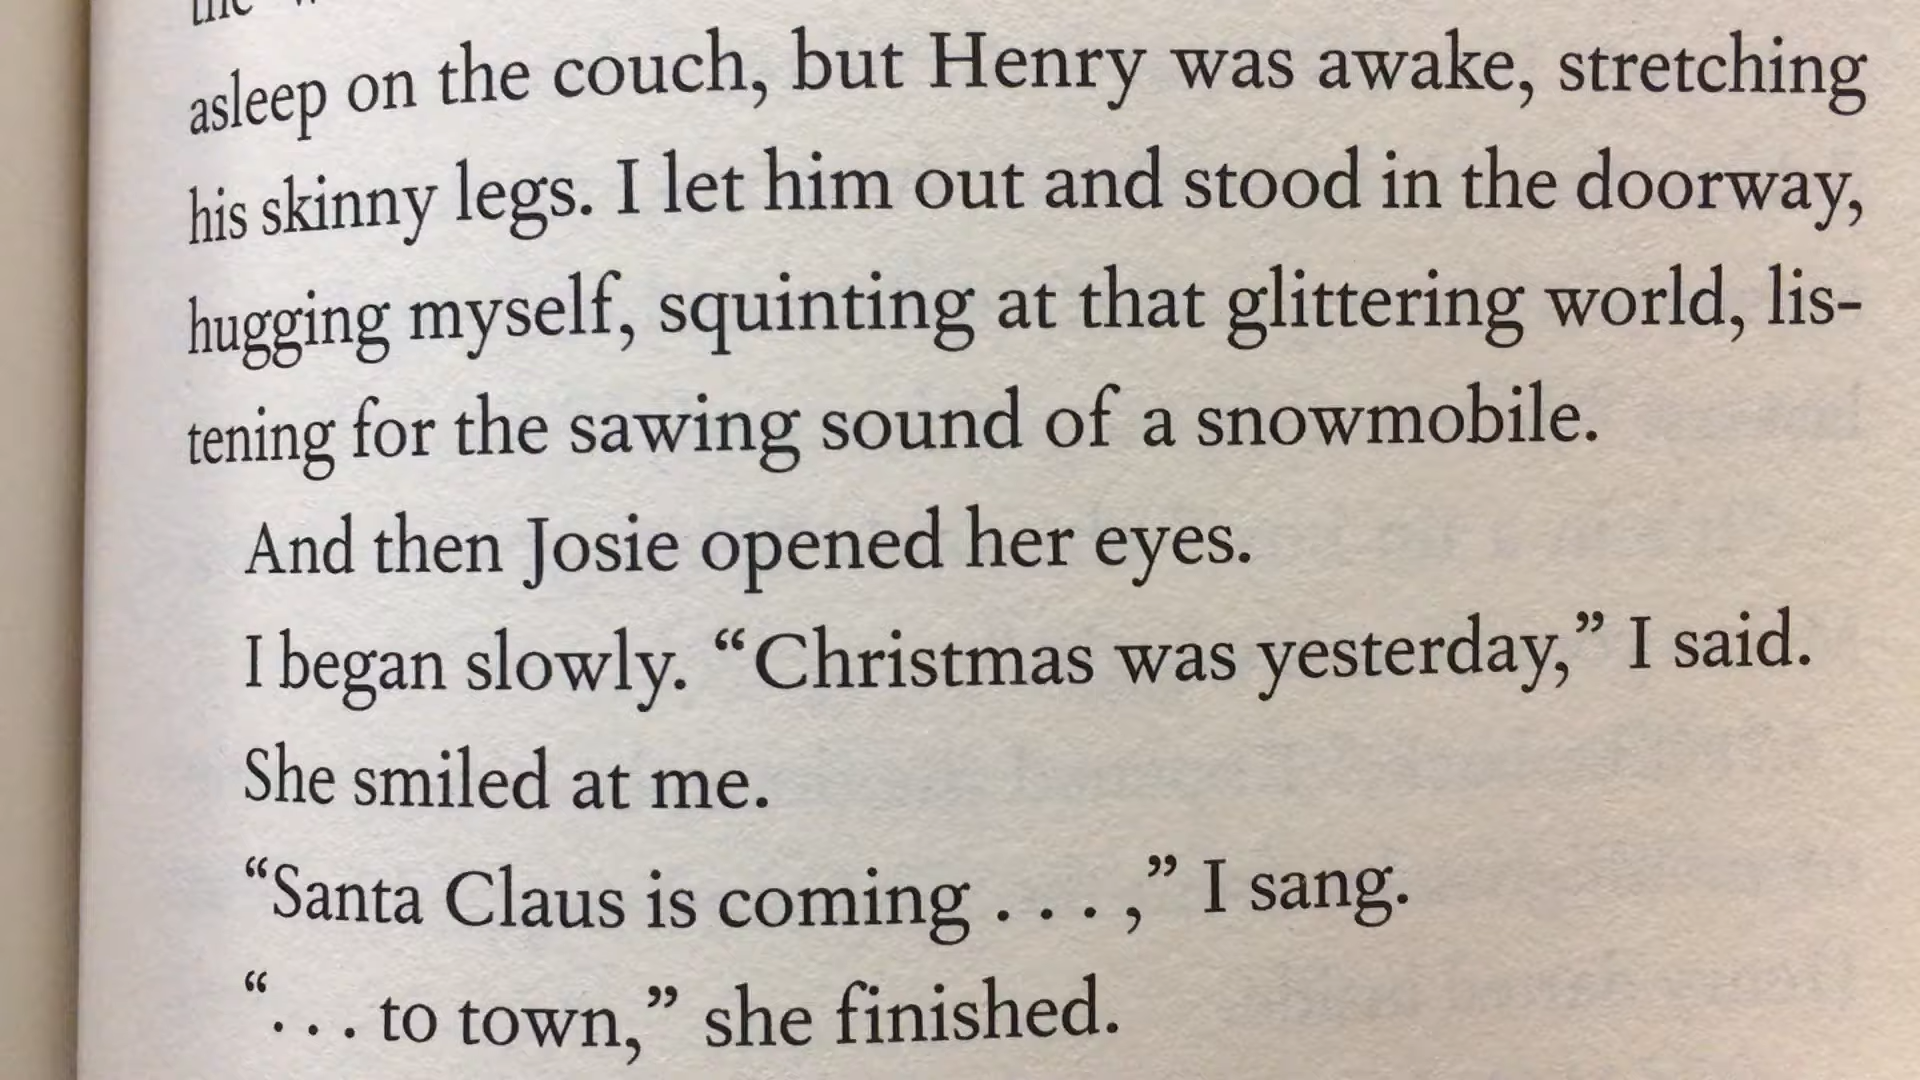 asleep on the couch, but Henry was awake, stretching
his skinny legs. I let him out and stood in the doorway,
hugging myself, squinting at that glittering world, lis-
tening for the sawing sound of a snowmobile.
And then Josie opened her eyes.
I began slowly. “Christmas was yesterday,” I said.
She smiled at me.
“Santa Claus is coming . . . ,” I sang.
“. . . to town,” she finished.